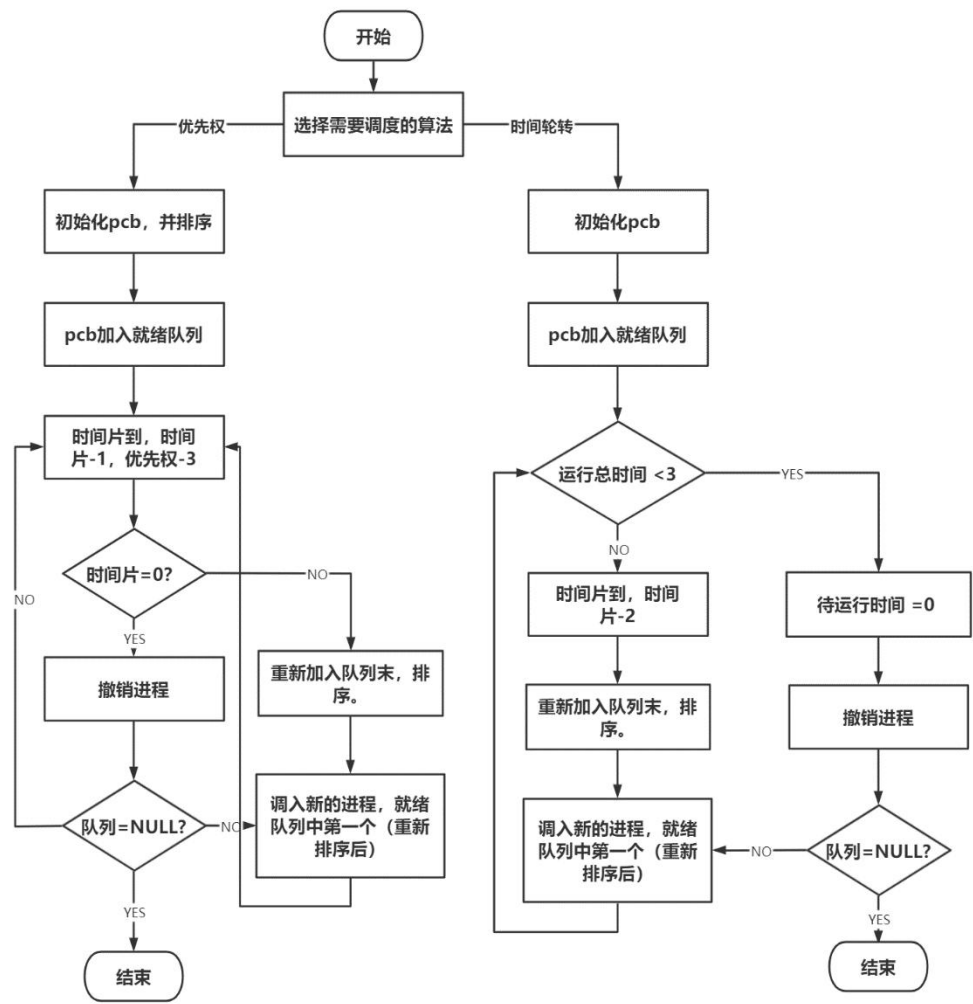 开始
选择需要调度的算法
优先权
时间轮转
初始化pcb，并排序
初始化pcb
pcb加入就绪队列
pcb加入就绪队列
时间片到，时间
片-1，优先权-3
运行总时间 <3
YES
NO
时间片=0？
NO
NO
YES
时间片到，时间
片-2
待运行时间 =0
撤销进程
重新加入队列末，排
序。
重新加入队列末，排
序。
撤销进程
调入新的进程，就绪
队列中第一个（重新
排序后）
调入新的进程，就绪
队列中第一个（重新
排序后）
队列=NULL？
NO
NO
队列=NULL？
YES
YES
结束
结束